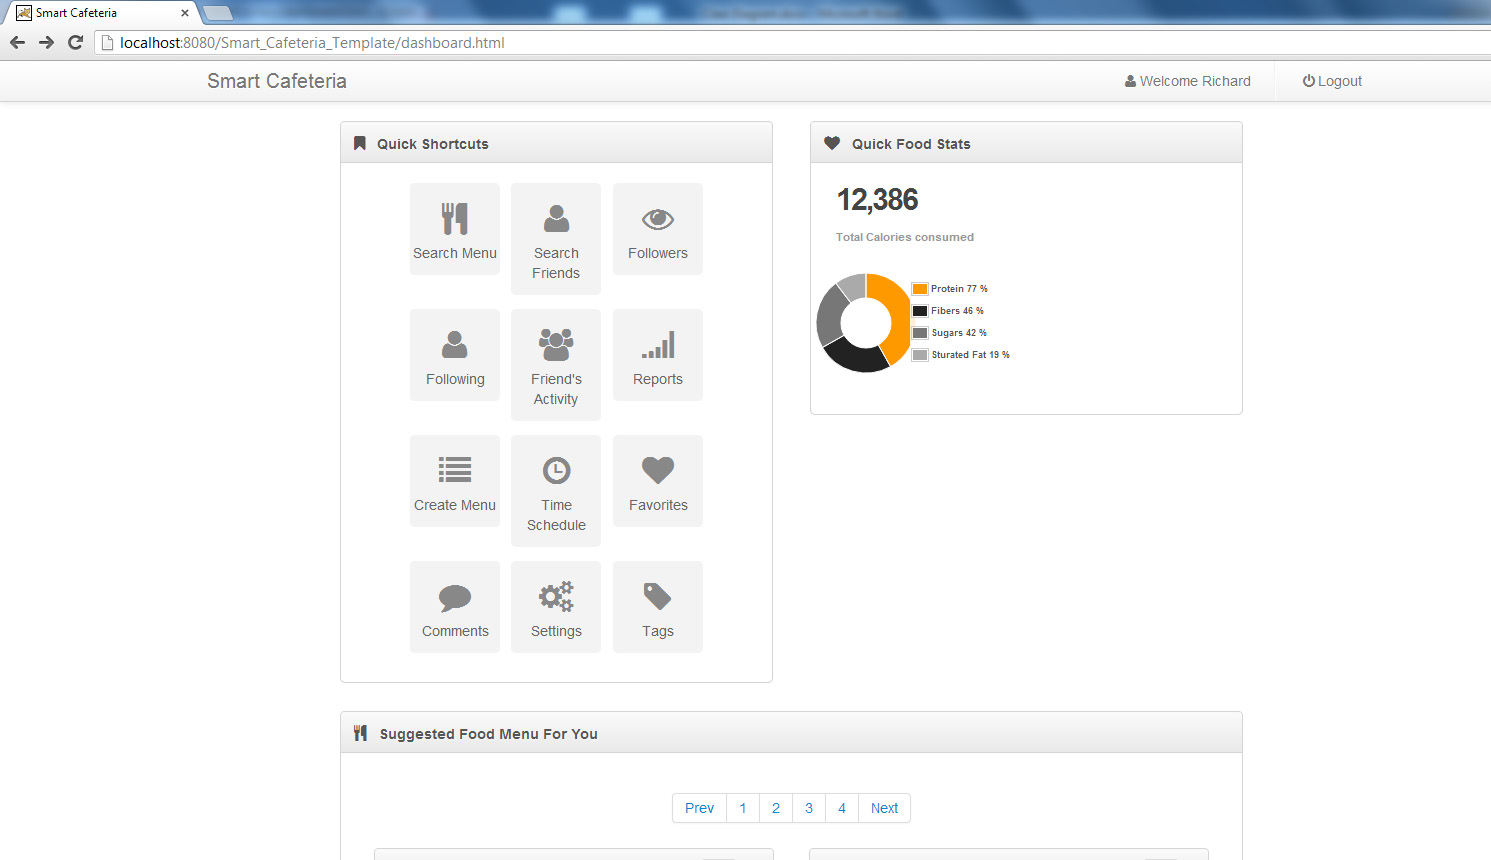 Smart Cafeteria
localhost:8080/Smart_Cafeteria_Template/dashboard.html
Smart Cafeteria
Welcome Richard
Logout
Quick Shortcuts
Search Menu
Search
Friends
Followers
Following
Friend's
Activity
Reports
Create Menu
Time
Schedule
Favorites
Comments
Settings
Tags
Quick Food Stats
12,386
Total Calories consumed
Protein 77 %
Fibers 46 %
Sugars 42 %
Sturated Fat 19 %
Suggested Food Menu For You
Prev 1 2 3 4 Next